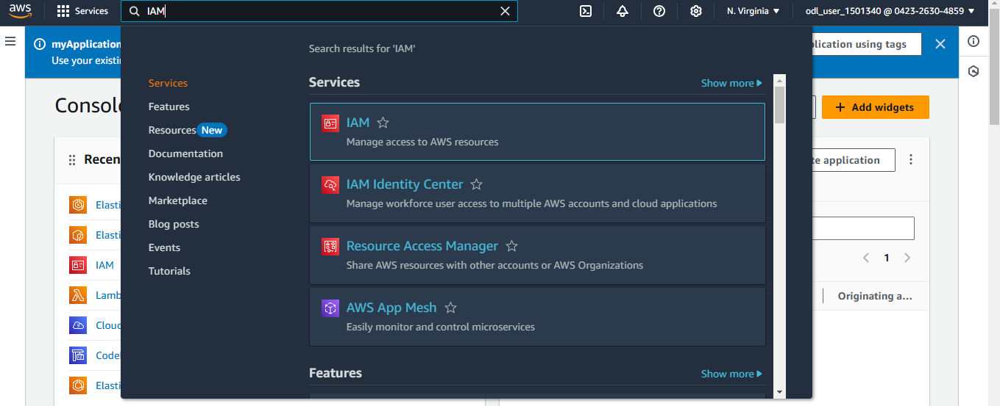 aws
Services
IAM
N. Virginia
odl_user_1501340 @ 0423-2630-4859
myApplication
Use your existin
plication using tags
Search results for 'IAM'
Services
Features
Resources New
Documentation
Knowledge articles
Marketplace
Blog posts
Events
Tutorials
Services
Show more
IAM
Manage access to AWS resources
IAM Identity Center
Manage workforce user access to multiple AWS accounts and cloud applications
Resource Access Manager
Share AWS resources with other accounts or AWS Organizations
AWS App Mesh
Easily monitor and control microservices
Features
Show more
Consol
Add widgets
Recen
Elasti
Elasti
IAM
Lamb
Cloud
Code
Elasti
te application
1
Originating a...